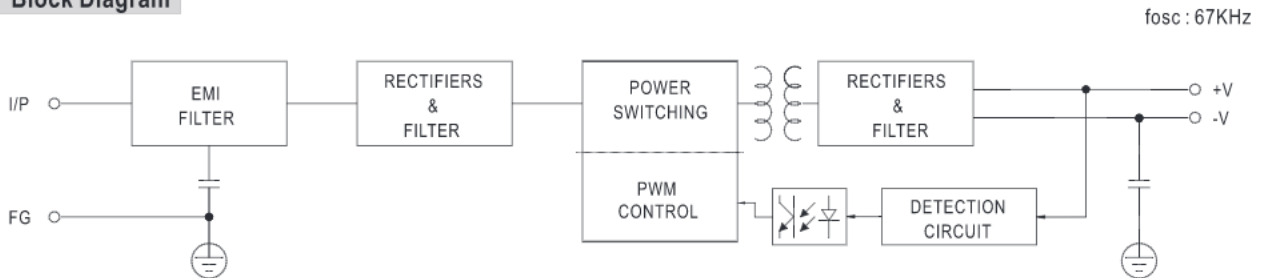 Block Diagram
fosc : 67KHz
I/P
EMI
FILTER
RECTIFIERS
&
FILTER
POWER
SWITCHING
RECTIFIERS
&
FILTER
+V
-V
PWM
CONTROL
DETECTION
CIRCUIT
FG